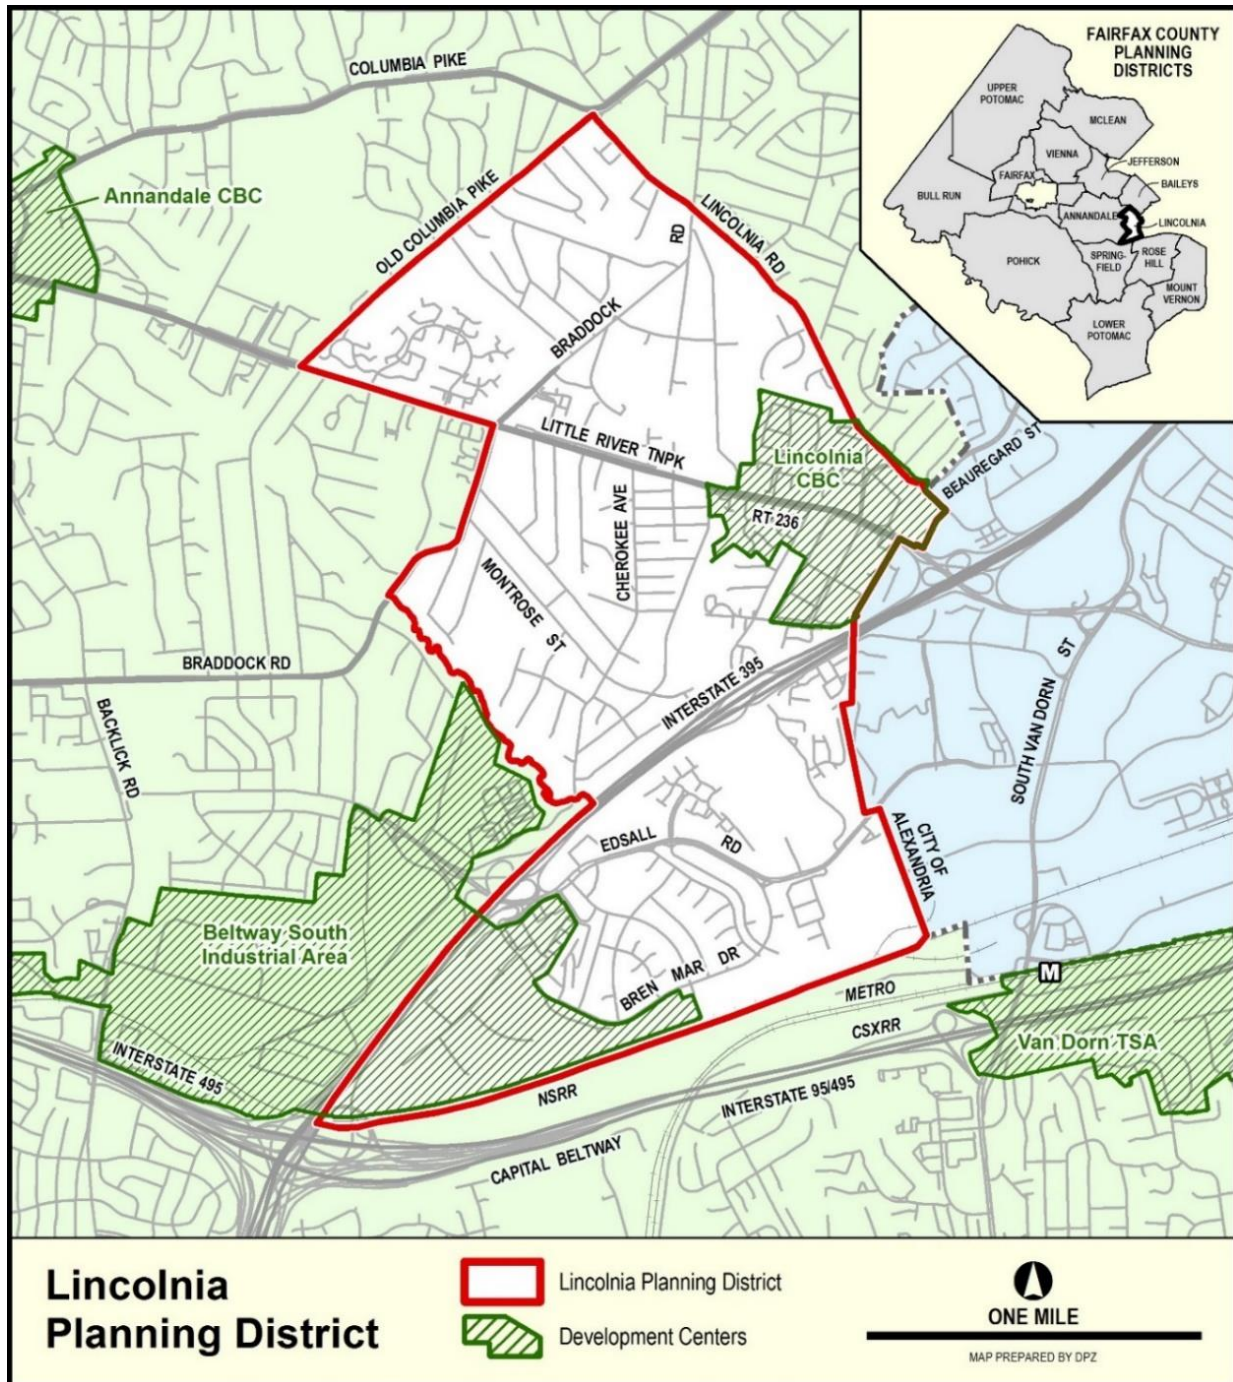 COLUMBIA PIKE
FAIRFAX COUNTY
PLANNING
DISTRICTS
UPPER
POTOMAC
MCLEAN
VIENNA
JEFFERSON
FAIRFAX
BAILEYS
BULL RUN
ANNANDALE
LINCOLNIA
POHICK
SPRING-
FIELD
ROSE
HILL
MOUNT
VERNON
LOWER
POTOMAC
Annandale CBC
OLD COLUMBIA PIKE
LINCOLNIA RD
RD
BRADDOCK
LITTLE RIVER TNPK
Lincolnia
CBC
BEAUREGARD ST
RT 236
CHEROKEE AVE
MONTROSE ST
BRADDOCK RD
INTERSTATE 395
BACKLICK RD
SOUTH VAN DORN ST
EDSALL RD
CITY OF
ALEXANDRIA
Beltway South
Industrial Area
BREN MAR DR
M
METRO
CSXRR
Van Dorn TSA
INTERSTATE 495
NSRR
INTERSTATE 95/495
CAPITAL BELTWAY
Lincolnia
Planning District
Lincolnia Planning District
Development Centers
ONE MILE
MAP PREPARED BY DPZ